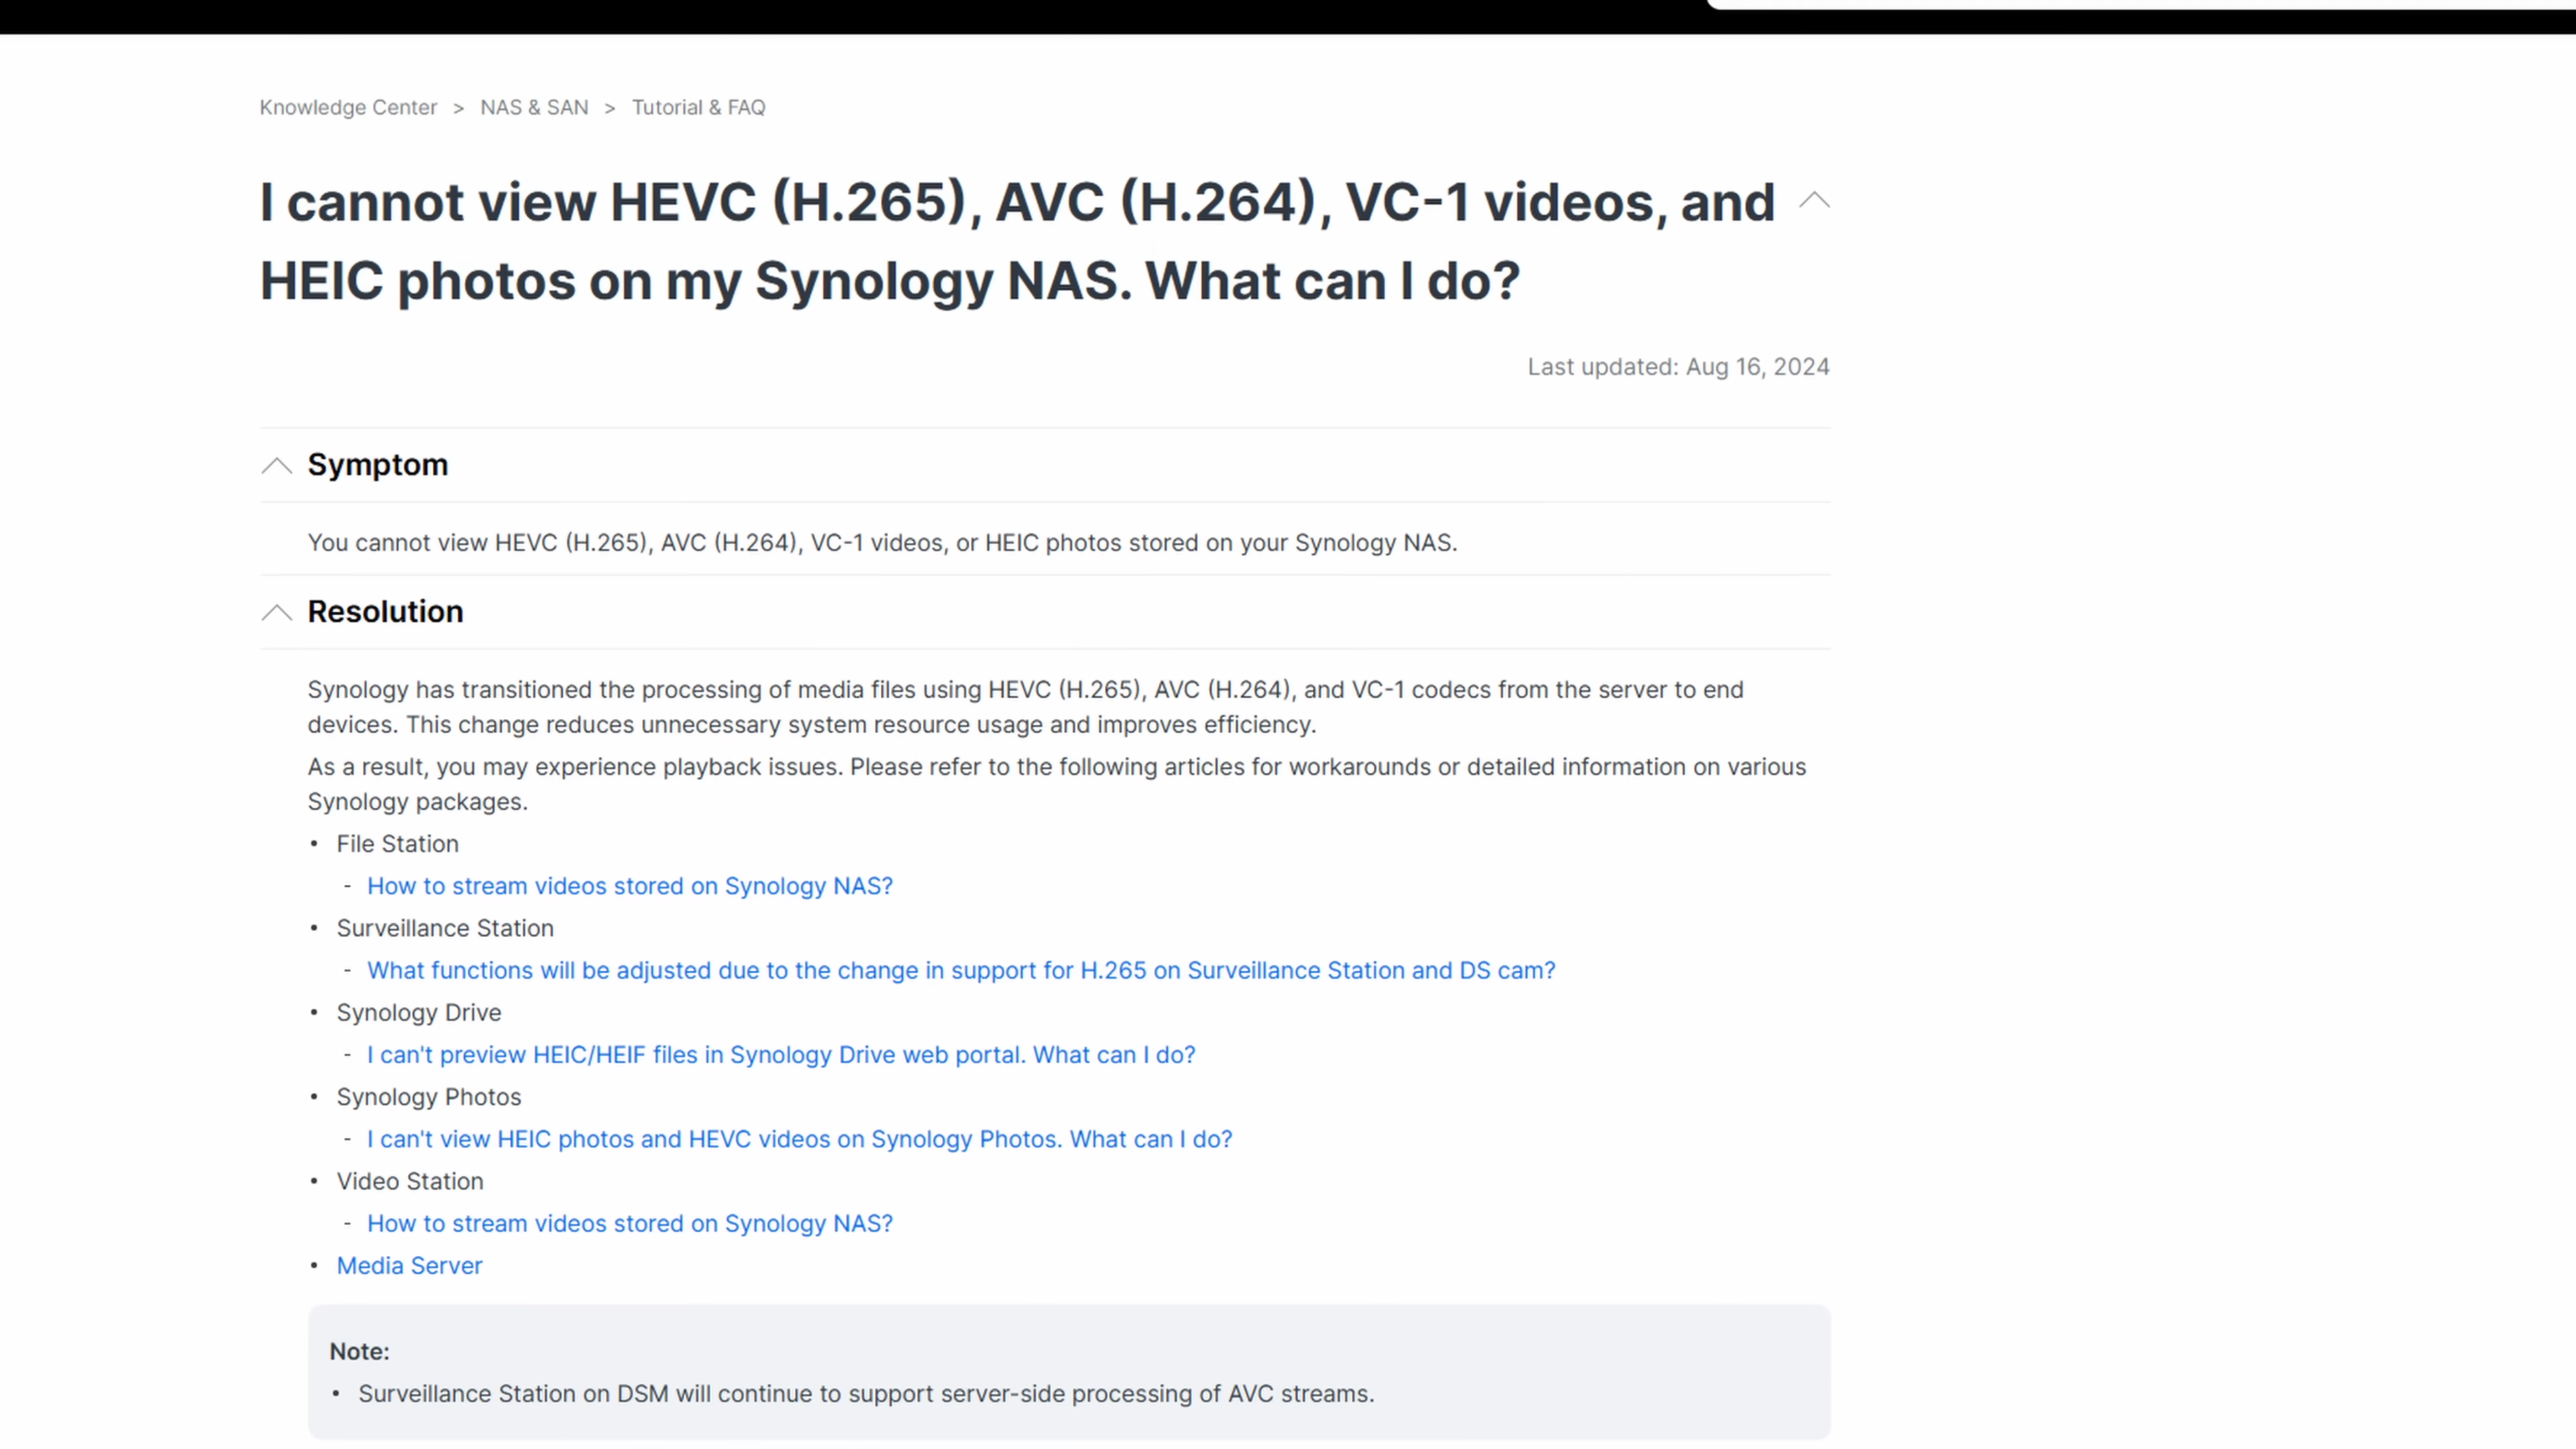 Knowledge Center > NAS & SAN > Tutorial & FAQ
I cannot view HEVC (H.265), AVC (H.264), VC-1 videos, and
HEIC photos on my Synology NAS. What can I do?
Last updated: Aug 16, 2024
Symptom
You cannot view HEVC (H.265), AVC (H.264), VC-1 videos, or HEIC photos stored on your Synology NAS.
Resolution
Synology has transitioned the processing of media files using HEVC (H.265), AVC (H.264), and VC-1 codecs from the server to end
devices. This change reduces unnecessary system resource usage and improves efficiency.
As a result, you may experience playback issues. Please refer to the following articles for workarounds or detailed information on various
Synology packages.
• File Station
- How to stream videos stored on Synology NAS?
• Surveillance Station
- What functions will be adjusted due to the change in support for H.265 on Surveillance Station and DS cam?
• Synology Drive
- I can't preview HEIC/HEIF files in Synology Drive web portal. What can I do?
• Synology Photos
- I can't view HEIC photos and HEVC videos on Synology Photos. What can I do?
• Video Station
- How to stream videos stored on Synology NAS?
• Media Server
Note:
• Surveillance Station on DSM will continue to support server-side processing of AVC streams.